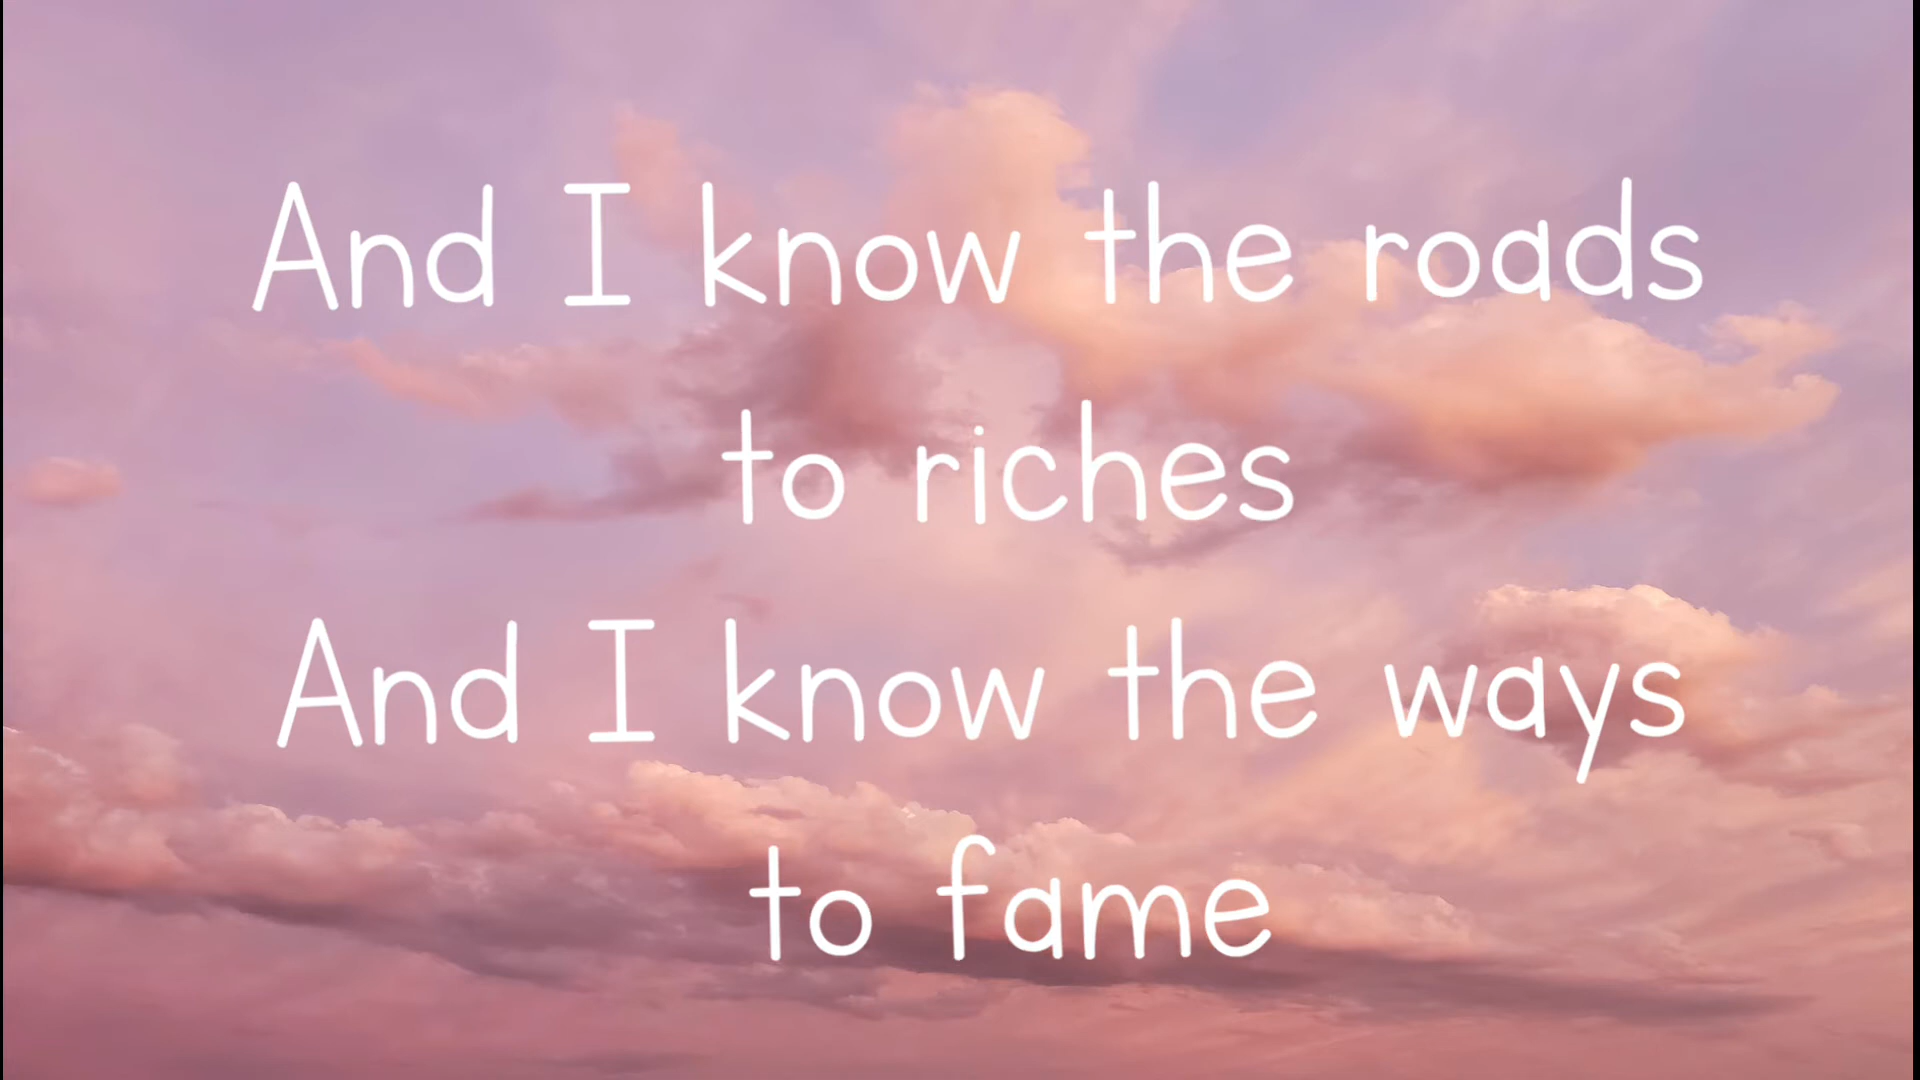 And I know the roads
to riches
And I know the ways
to fame